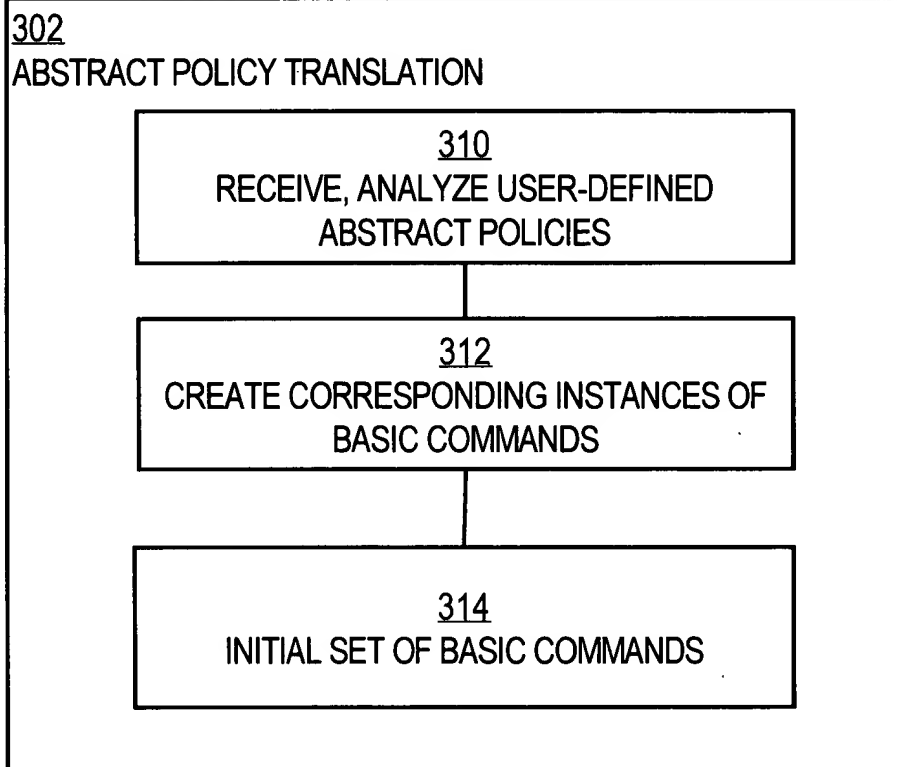 302
ABSTRACT POLICY TRANSLATION
310
RECEIVE, ANALYZE USER-DEFINED
ABSTRACT POLICIES
312
CREATE CORRESPONDING INSTANCES OF
BASIC COMMANDS
314
INITIAL SET OF BASIC COMMANDS